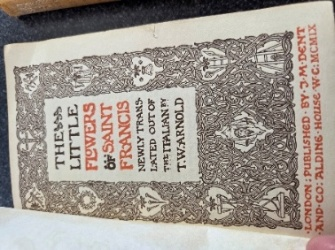 THE
LITTLE
FLOWERS
OF SAINT
FRANCIS
NEWLY TRANS-
LATED OUT OF
THE ITALIAN BY
T.W.ARNOLD
·LONDON: PUBLISHED · BY · J · M · DENT
·AND · CO: ALDINE · HOUSE · W · C: MCMIX